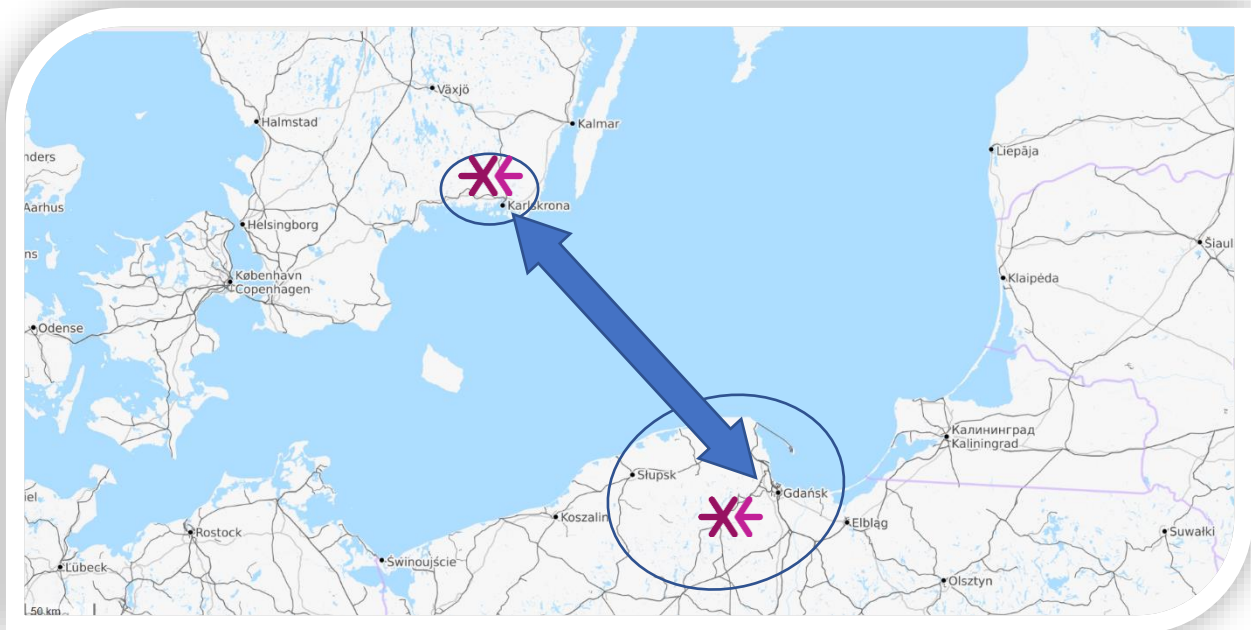 Växjö
Halmstad
Kalmar
Liepāja
nders
Aarhus
Karlskrona
Helsingborg
Šiaul
ns
København
Copenhagen
Klaipėda
Odense
Калининград
Kaliningrad
Słupsk
Gdańsk
iel
Koszalin
Elbląg
Rostock
Suwałki
Świnoujście
Lübeck
Olsztyn
50 km